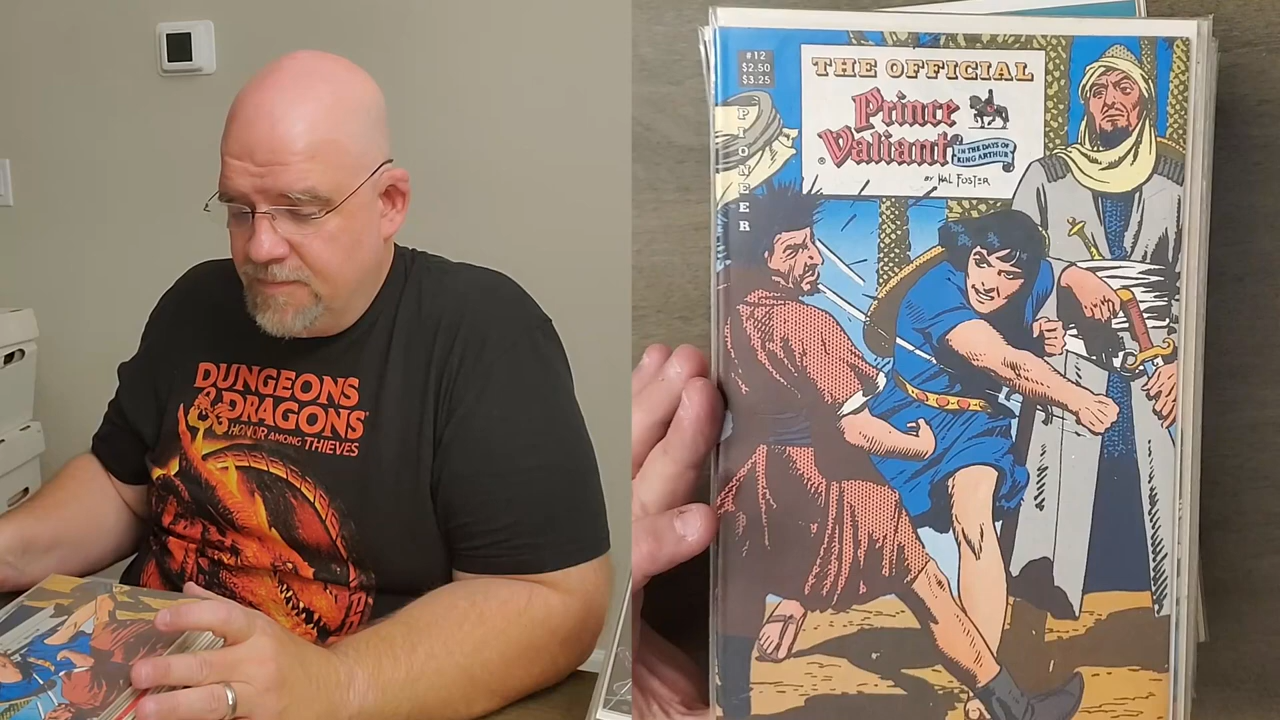 DUNGEONS
& DRAGONS
HONOR AMONG THIEVES
#12
$2.50
$3.25
PIONEER
THE OFFICIAL
Prince
Valiant
IN THE DAYS OF
KING ARTHUR
BY HAL FOSTER